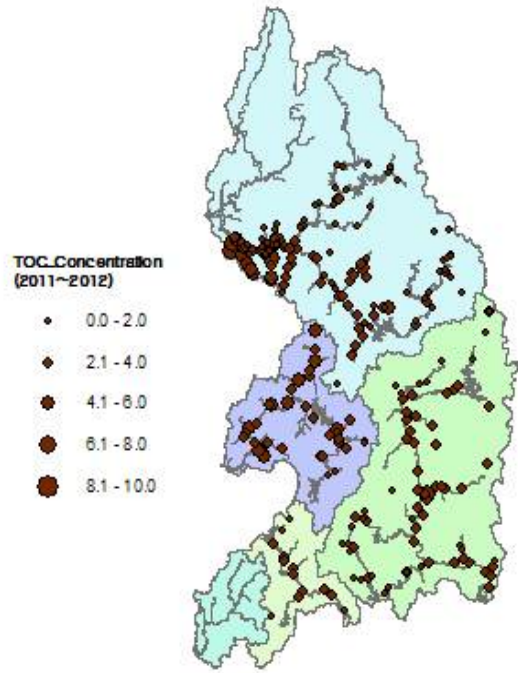 TOC_Concentration
(2011~2012)
0.0 - 2.0
2.1 - 4.0
4.1 - 6.0
6.1 - 8.0
8.1 - 10.0